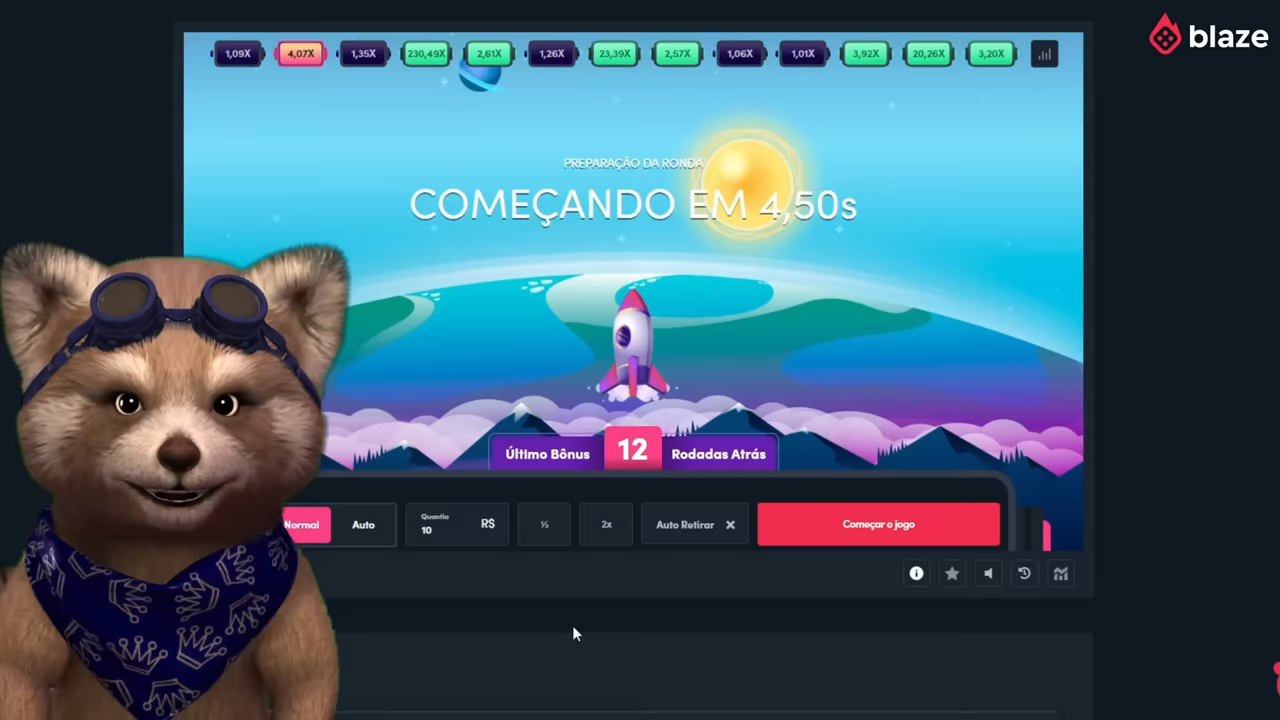 blaze
1,09X 4,07X 1,35X 230,49X 2,61X 1,26X 23,39X 2,57X 1,06X 1,01X 3,92X 20,26X 3,20X
PREPARAÇÃO DA RONDA
COMEÇANDO EM 4,50s
Último Bônus 12 Rodadas Atrás
Normal Auto
Quantia
10 R$
½ 2x Auto Retirar Começar o jogo